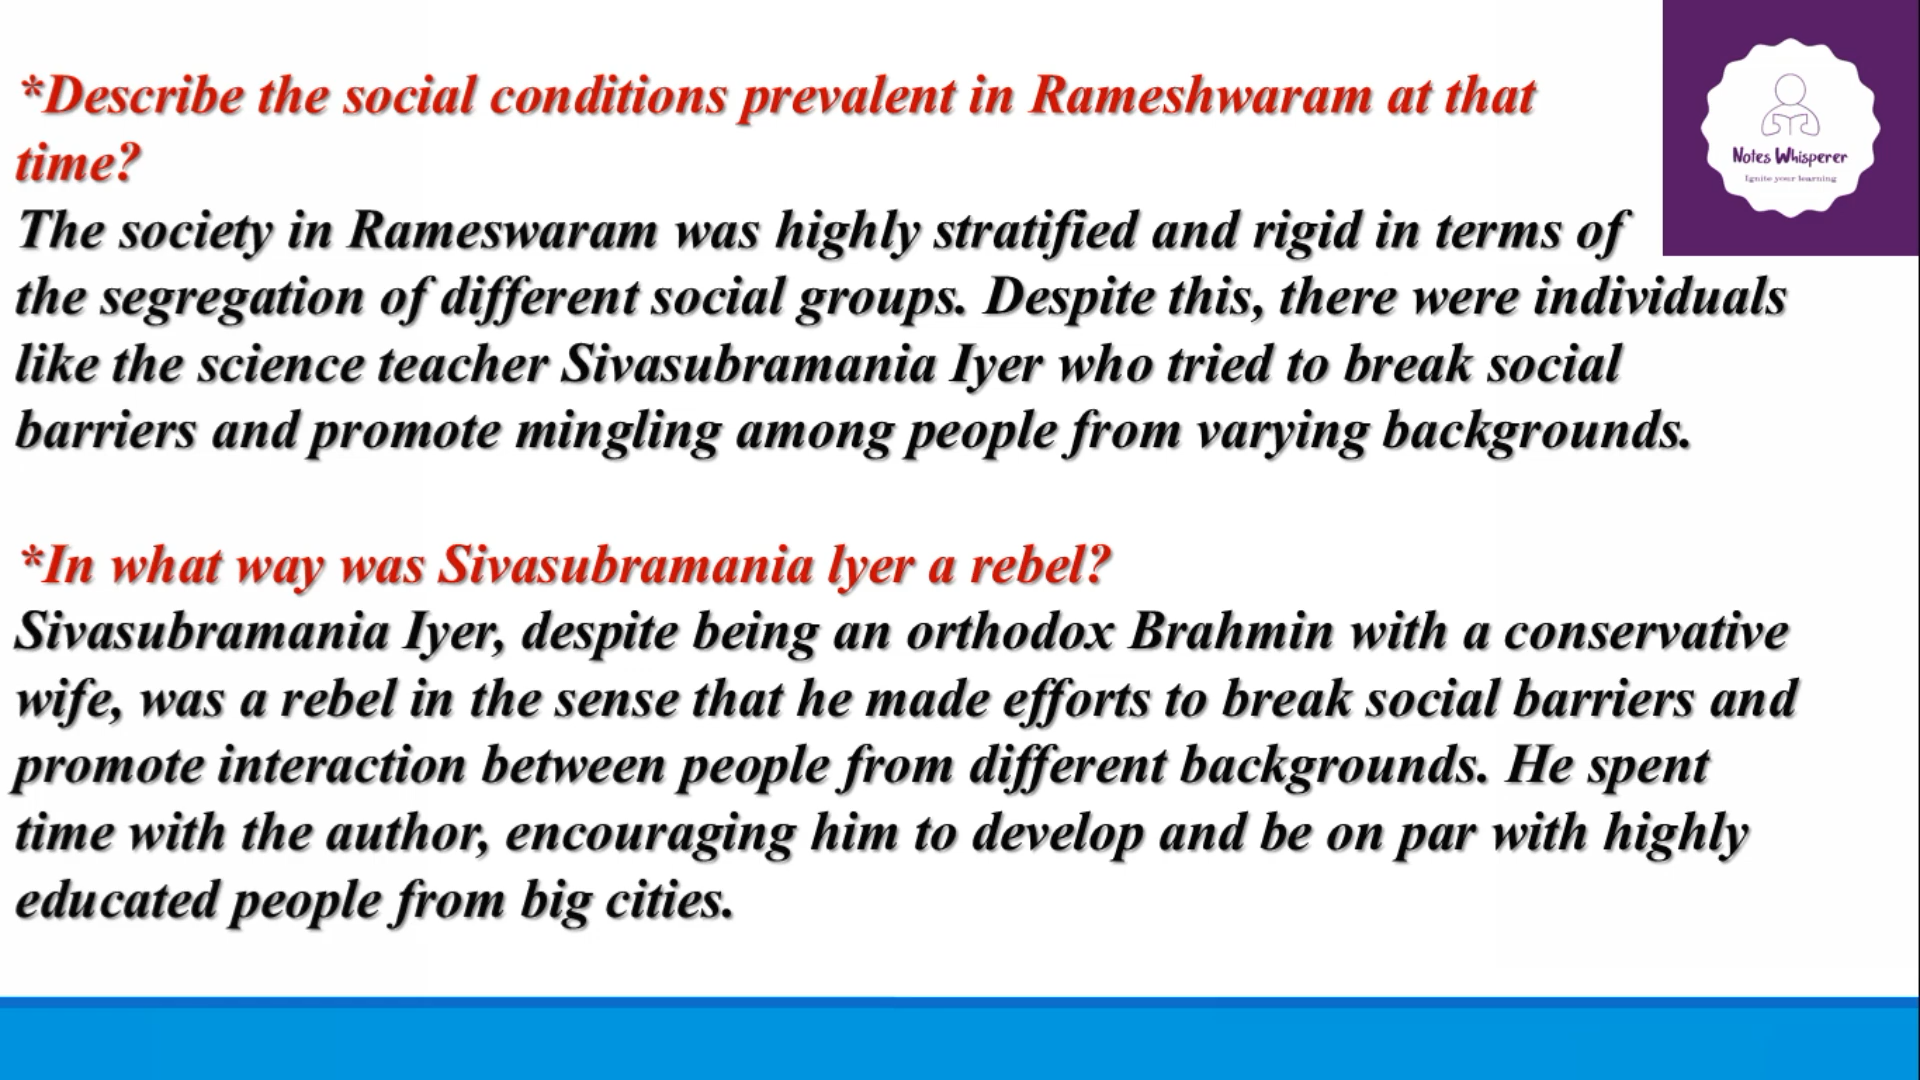 *Describe the social conditions prevalent in Rameshwaram at that
time?
The society in Rameswaram was highly stratified and rigid in terms of
the segregation of different social groups. Despite this, there were individuals
like the science teacher Sivasubramania Iyer who tried to break social
barriers and promote mingling among people from varying backgrounds.
*In what way was Sivasubramania lyer a rebel?
Sivasubramania Iyer, despite being an orthodox Brahmin with a conservative
wife, was a rebel in the sense that he made efforts to break social barriers and
promote interaction between people from different backgrounds. He spent
time with the author, encouraging him to develop and be on par with highly
educated people from big cities.
Notes Whisperer
Ignite your learning